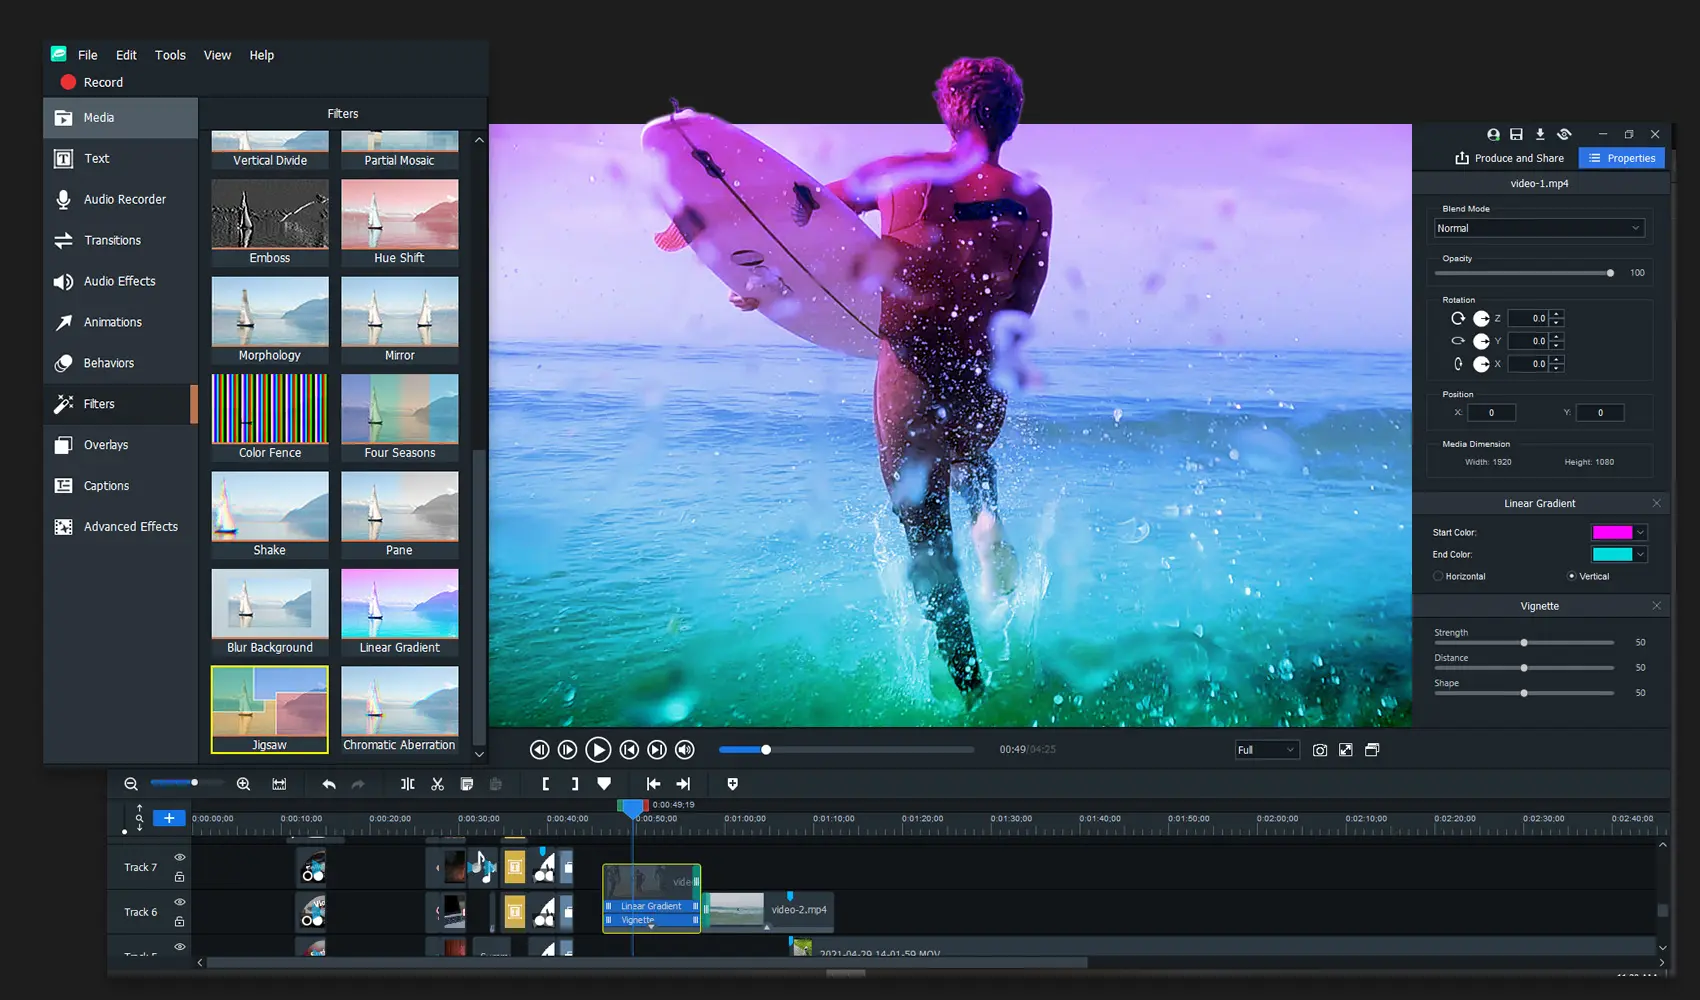 File Edit Tools View Help
Record
Media
Text
Audio Recorder
Transitions
Audio Effects
Animations
Behaviors
Filters
Overlays
Captions
Advanced Effects
Filters
Vertical Divide Partial Mosaic
Emboss Hue Shift
Morphology Mirror
Color Fence Four Seasons
Shake Pane
Blur Background Linear Gradient
Jigsaw Chromatic Aberration
Produce and Share Properties
video-1.mp4
Blend Mode
Normal
Opacity
100
Rotation
Z 0.0
Y 0.0
X 0.0
Position
X: 0 Y: 0
Media Dimension
Width: 1920 Height: 1080
Linear Gradient
Start Color:
End Color:
Horizontal Vertical
Vignette
Strength
50
Distance
50
Shape
50
00:49/04:25
Full
0:00:49;19
0:00:00;00 0:00:10;00 0:00:20;00 0:00:30;00 0:00:40;00 0:00:50;00 0:01:00;00 0:01:10;00 0:01:20;00 0:01:30;00 0:01:40;00 0:01:50;00 0:02:00;00 0:02:10;00 0:02:20;00 0:02:30;00 0:02:40;00
Track 7
Track 6
Linear Gradient
Vignette
video-2.mp4
2021-04-29 14-01-59.MOV